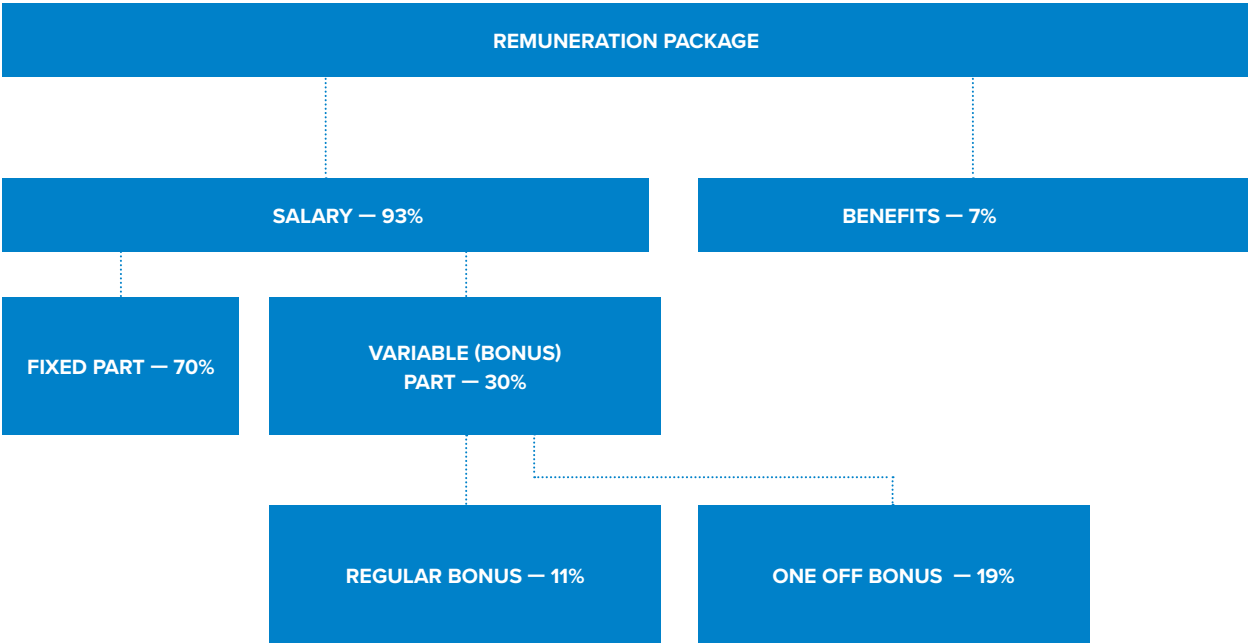 REMUNERATION PACKAGE
SALARY — 93%
BENEFITS — 7%
FIXED PART — 70%
VARIABLE (BONUS)
PART — 30%
REGULAR BONUS — 11%
ONE OFF BONUS — 19%